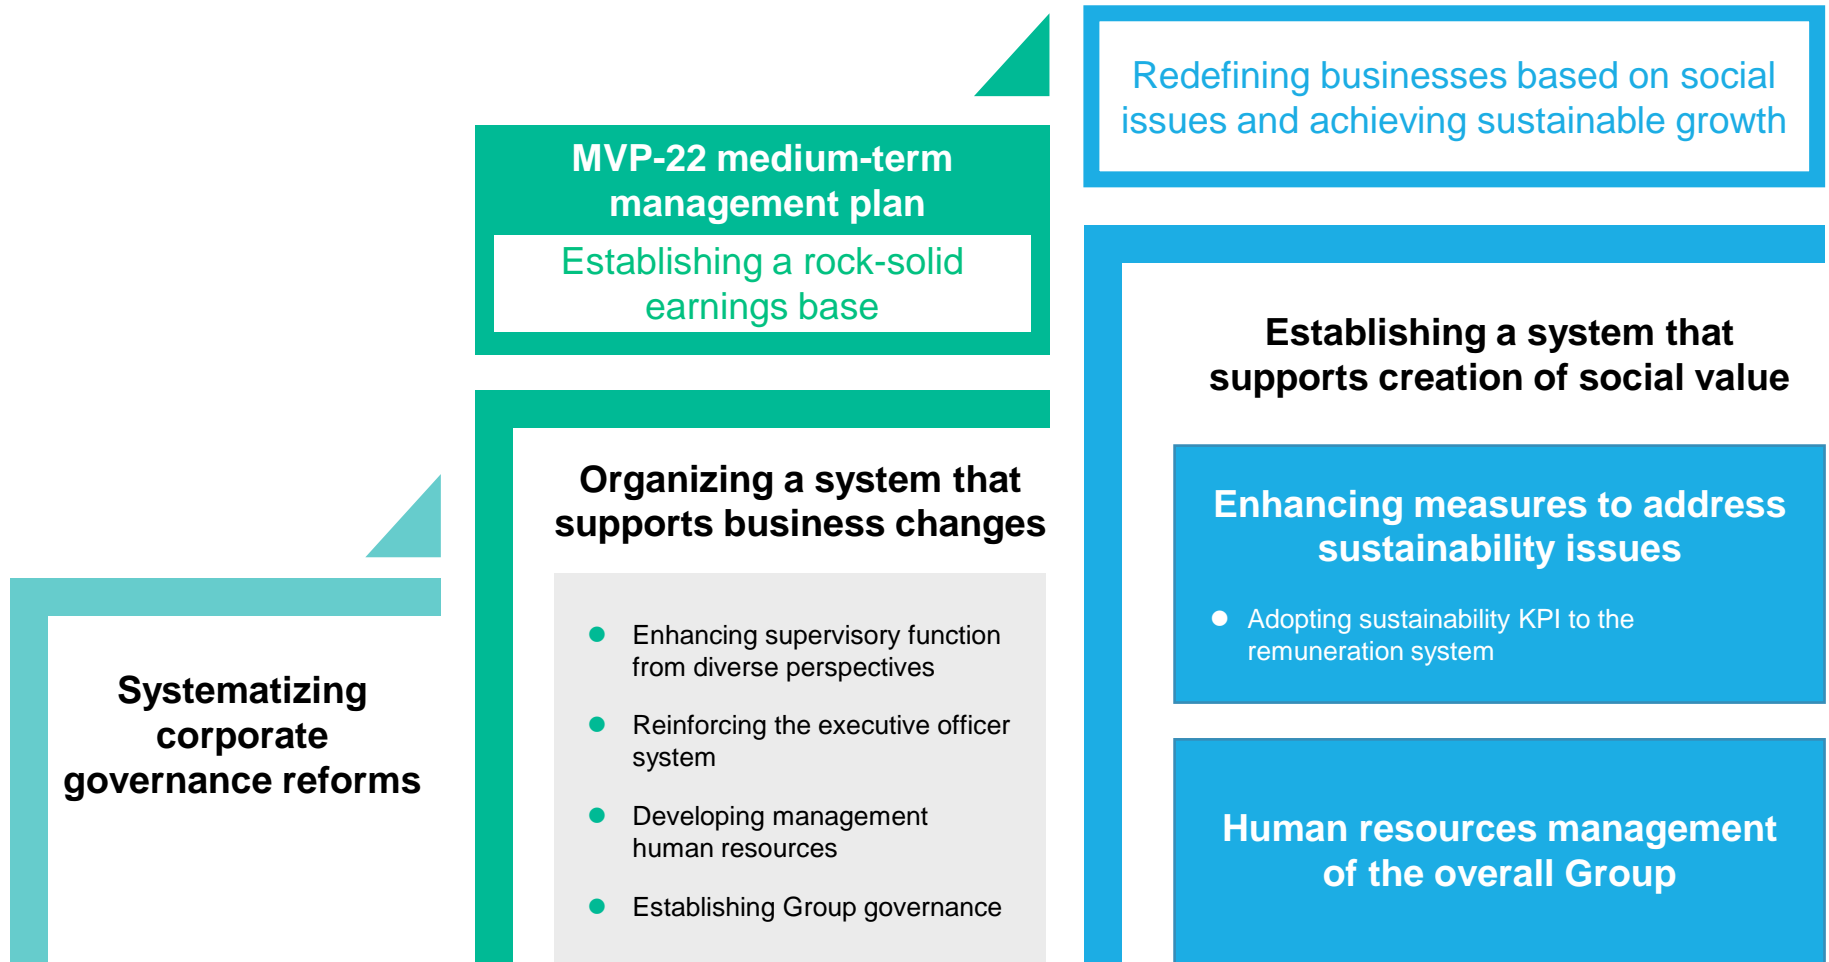 Systematizing
corporate
governance reforms
MVP-22 medium-term
management plan
Establishing a rock-solid
earnings base
Organizing a system that
supports business changes
● Enhancing supervisory function
from diverse perspectives
● Reinforcing the executive officer
system
● Developing management
human resources
● Establishing Group governance
Redefining businesses based on social
issues and achieving sustainable growth
Establishing a system that
supports creation of social value
Enhancing measures to address
sustainability issues
● Adopting sustainability KPI to the
remuneration system
Human resources management
of the overall Group